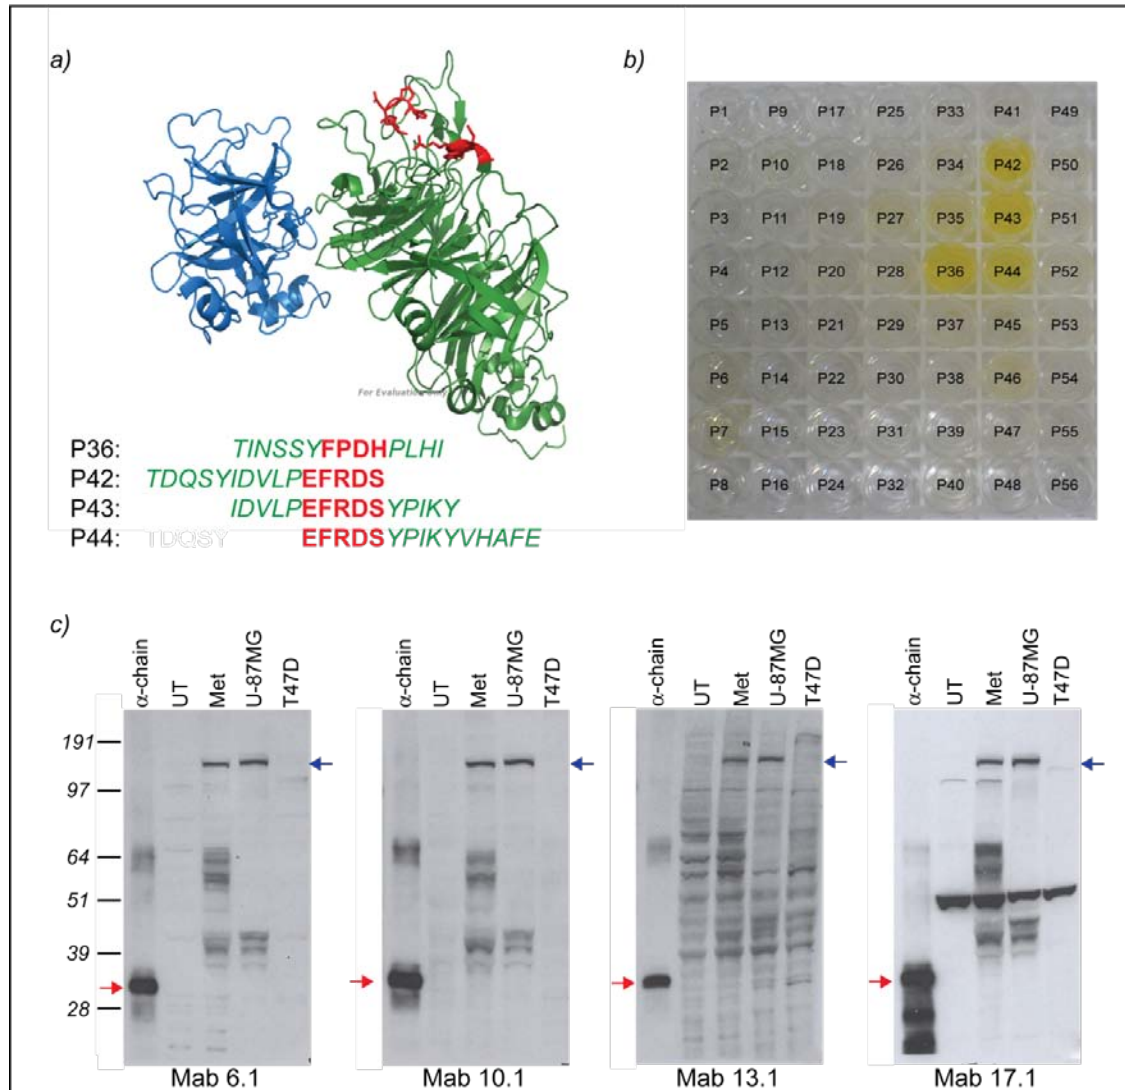 a)
b)
For Evaluation Only
P36: TINSSYFPDHPLHI
P42: TDQSYIDVLPEFRDS
P43: IDVLPEFRDSYPIKY
P44: TDQSY EFRDSYPIKYVHAFE
P1 P9 P17 P25 P33 P41 P49
P2 P10 P18 P26 P34 P42 P50
P3 P11 P19 P27 P35 P43 P51
P4 P12 P20 P28 P36 P44 P52
P5 P13 P21 P29 P37 P45 P53
P6 P14 P22 P30 P38 P46 P54
P7 P15 P23 P31 P39 P47 P55
P8 P16 P24 P32 P40 P48 P56
c)
α-chain UT Met U-87MG T47D
α-chain UT Met U-87MG T47D
α-chain UT Met U-87MG T47D
α-chain UT Met U-87MG T47D
191
97
64
51
39
28
Mab 6.1
Mab 10.1
Mab 13.1
Mab 17.1